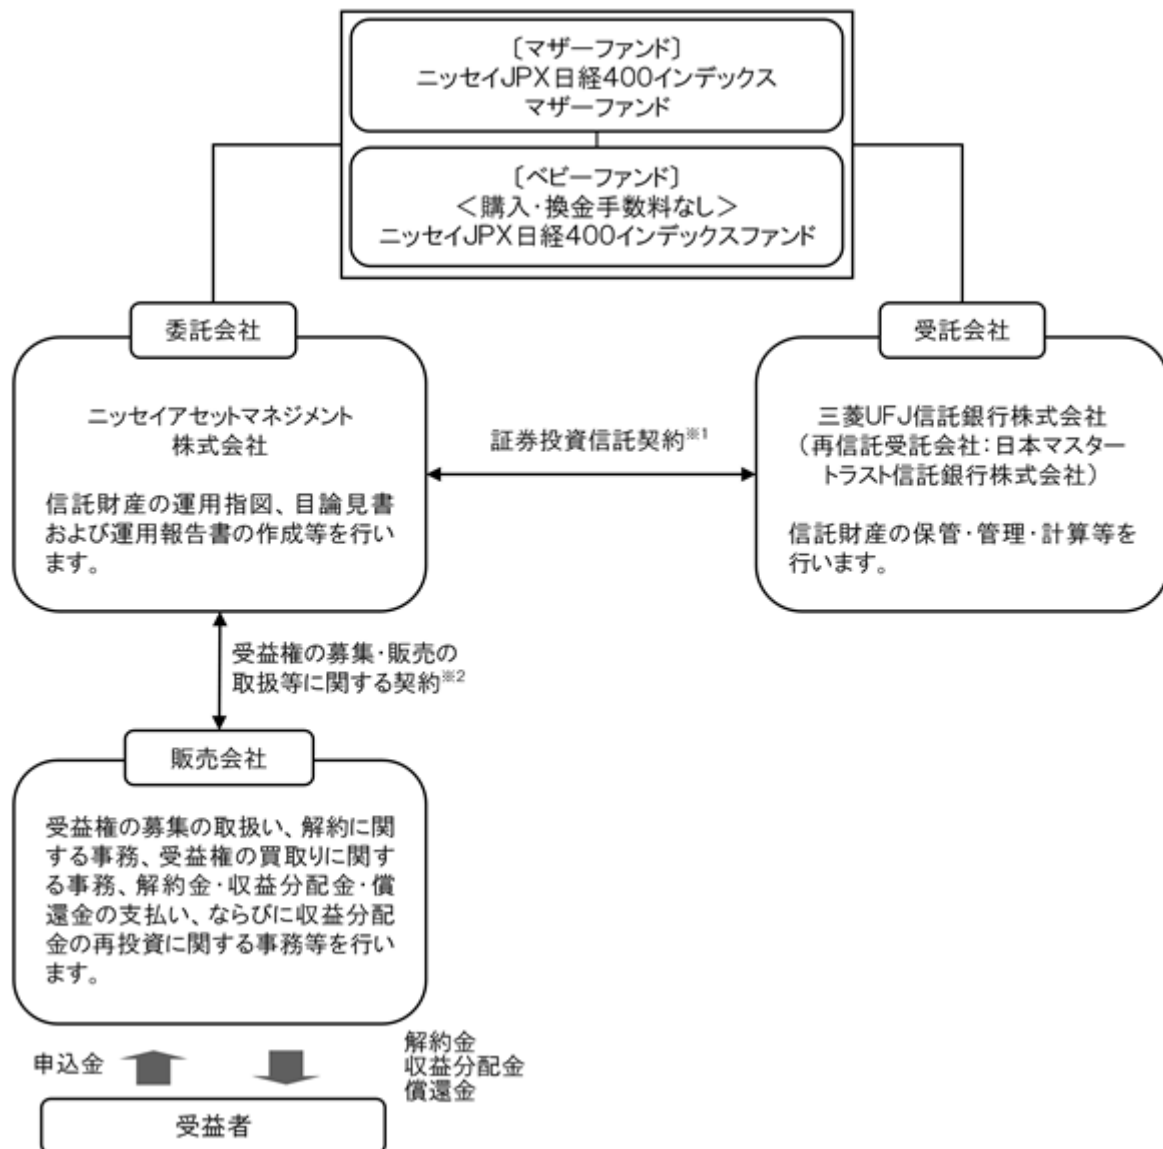 〔マザーファンド〕
ニッセイJPX日経400インデックス
マザーファンド
〔ベビーファンド〕
＜購入・換金手数料なし＞
ニッセイJPX日経400インデックスファンド
委託会社
ニッセイアセットマネジメント
株式会社
信託財産の運用指図、目論見書
および運用報告書の作成等を行い
ます。
証券投資信託契約※1
受託会社
三菱UFJ信託銀行株式会社
（再信託受託会社：日本マスター
トラスト信託銀行株式会社）
信託財産の保管・管理・計算等を
行います。
受益権の募集・販売の
取扱等に関する契約※2
販売会社
受益権の募集の取扱い、解約に関
する事務、受益権の買取りに関す
る事務、解約金・収益分配金・償
還金の支払い、ならびに収益分配
金の再投資に関する事務等を行い
ます。
申込金
解約金
収益分配金
償還金
受益者